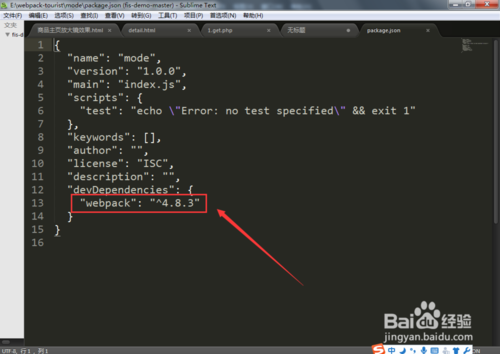 E:\webpack-tourist\mode\package.json (fis-demo-master) - Sublime Text
文件(F) 编辑(E) 选择(S) 查找(I) 查看(V) 转到(G) 工具(T) 项目(P) 首选项(N) 帮助(H)
文夹
fis-d
商品主页放大镜效果.html × detail.html × 1.get.php × 无标题 × package.json ×
1 {
2 "name": "mode",
3 "version": "1.0.0",
4 "main": "index.js",
5 "scripts": {
6 "test": "echo \"Error: no test specified\" && exit 1"
7 },
8 "keywords": [],
9 "author": "",
10 "license": "ISC",
11 "description": "",
12 "devDependencies": {
13 "webpack": "^4.8.3"
14 }
15 }
16
Baidu经验
jingyan.baidu.com
UTF-8, 行 1 , 列 1
中